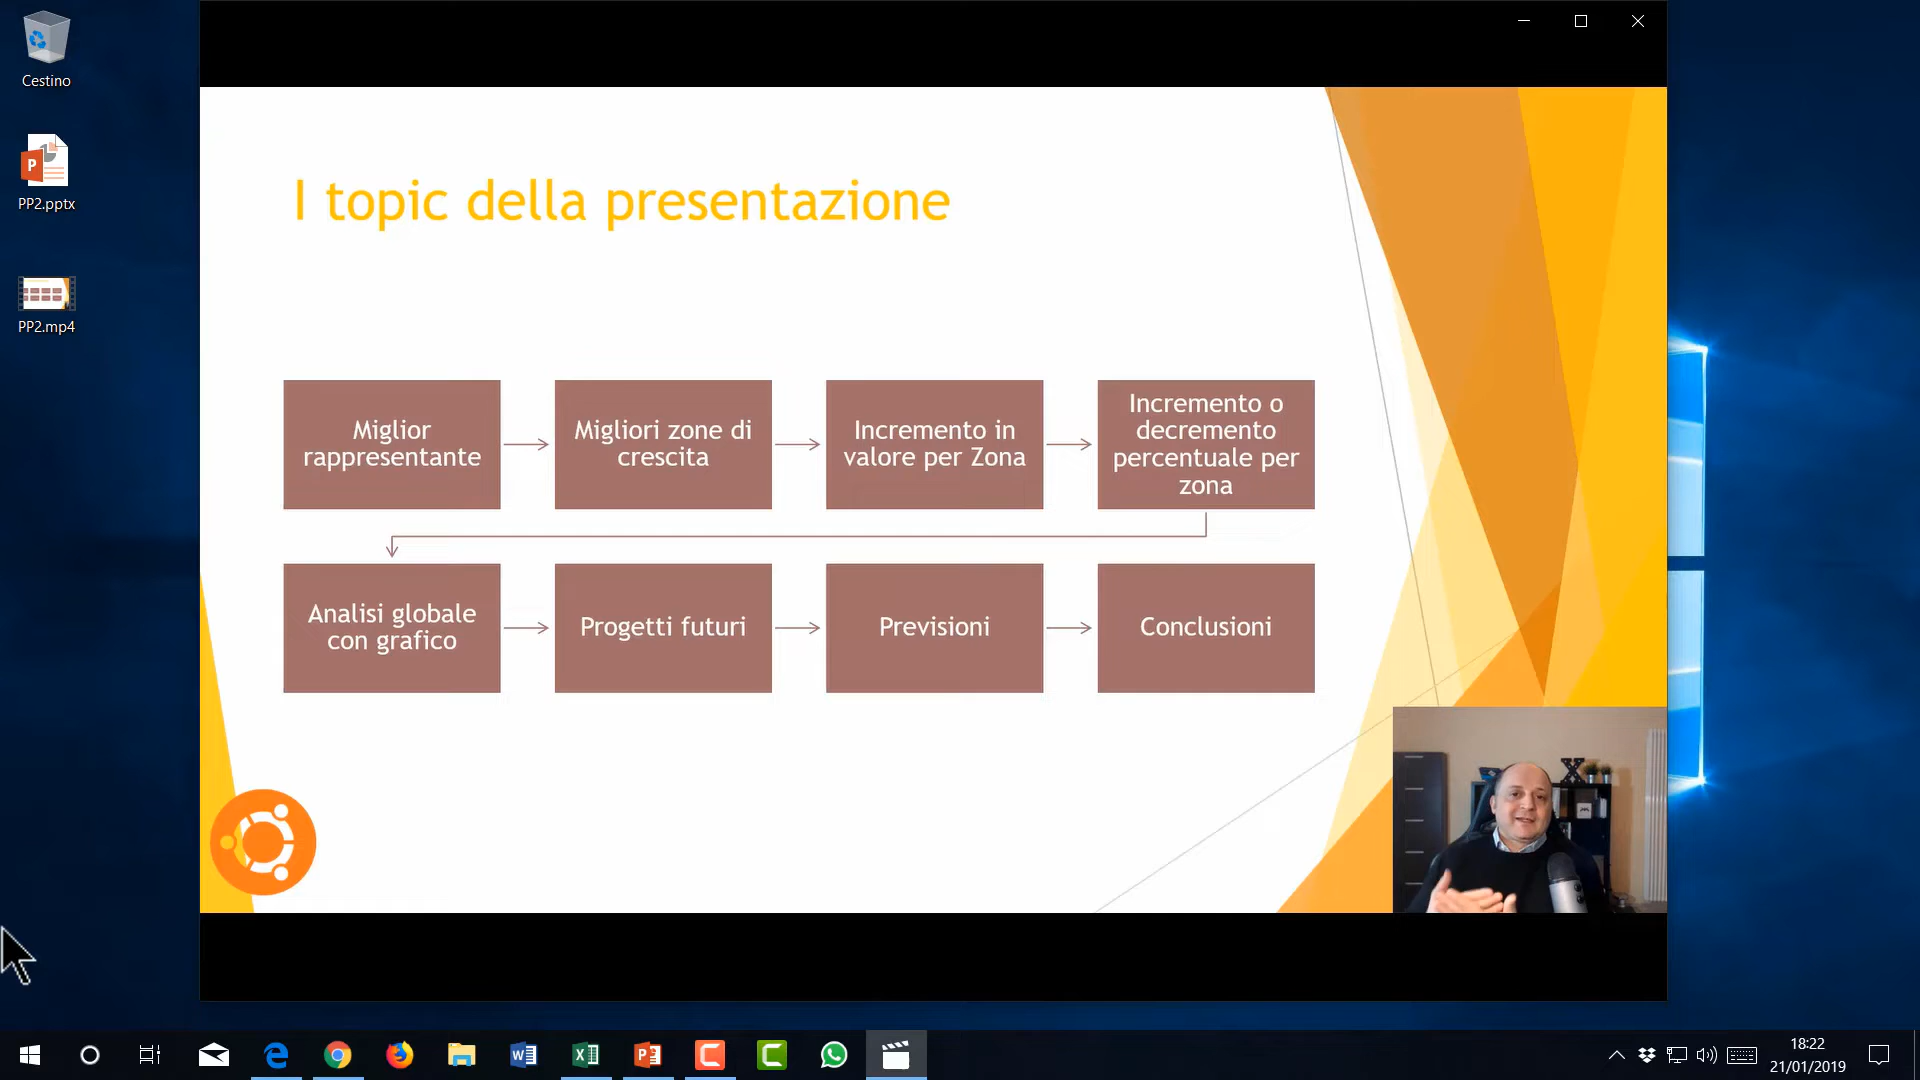 Cestino
PP2.pptx
PP2.mp4
I topic della presentazione
Miglior
rappresentante
Migliori zone di
crescita
Incremento in
valore per Zona
Incremento o
decremento
percentuale per
zona
Analisi globale
con grafico
Progetti futuri
Previsioni
Conclusioni
18:22
21/01/2019